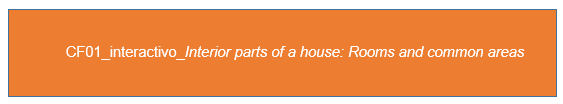 CF01_interactivo_Interior parts of a house: Rooms and common areas